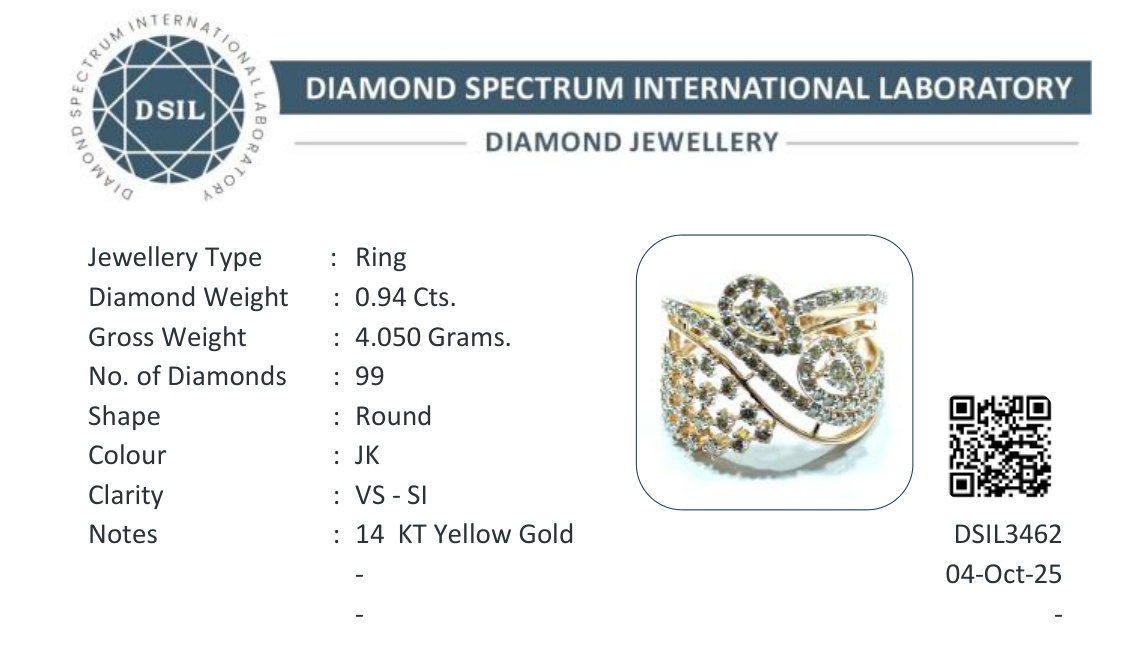 DIAMOND SPECTRUM INTERNATIONAL LABORATORY
DSIL
DIAMOND SPECTRUM INTERNATIONAL LABORATORY
DIAMOND JEWELLERY
Jewellery Type : Ring
Diamond Weight : 0.94 Cts.
Gross Weight : 4.050 Grams.
No. of Diamonds : 99
Shape : Round
Colour : JK
Clarity : VS - SI
Notes : 14 KT Yellow Gold
-
-
DSIL3462
04-Oct-25
-